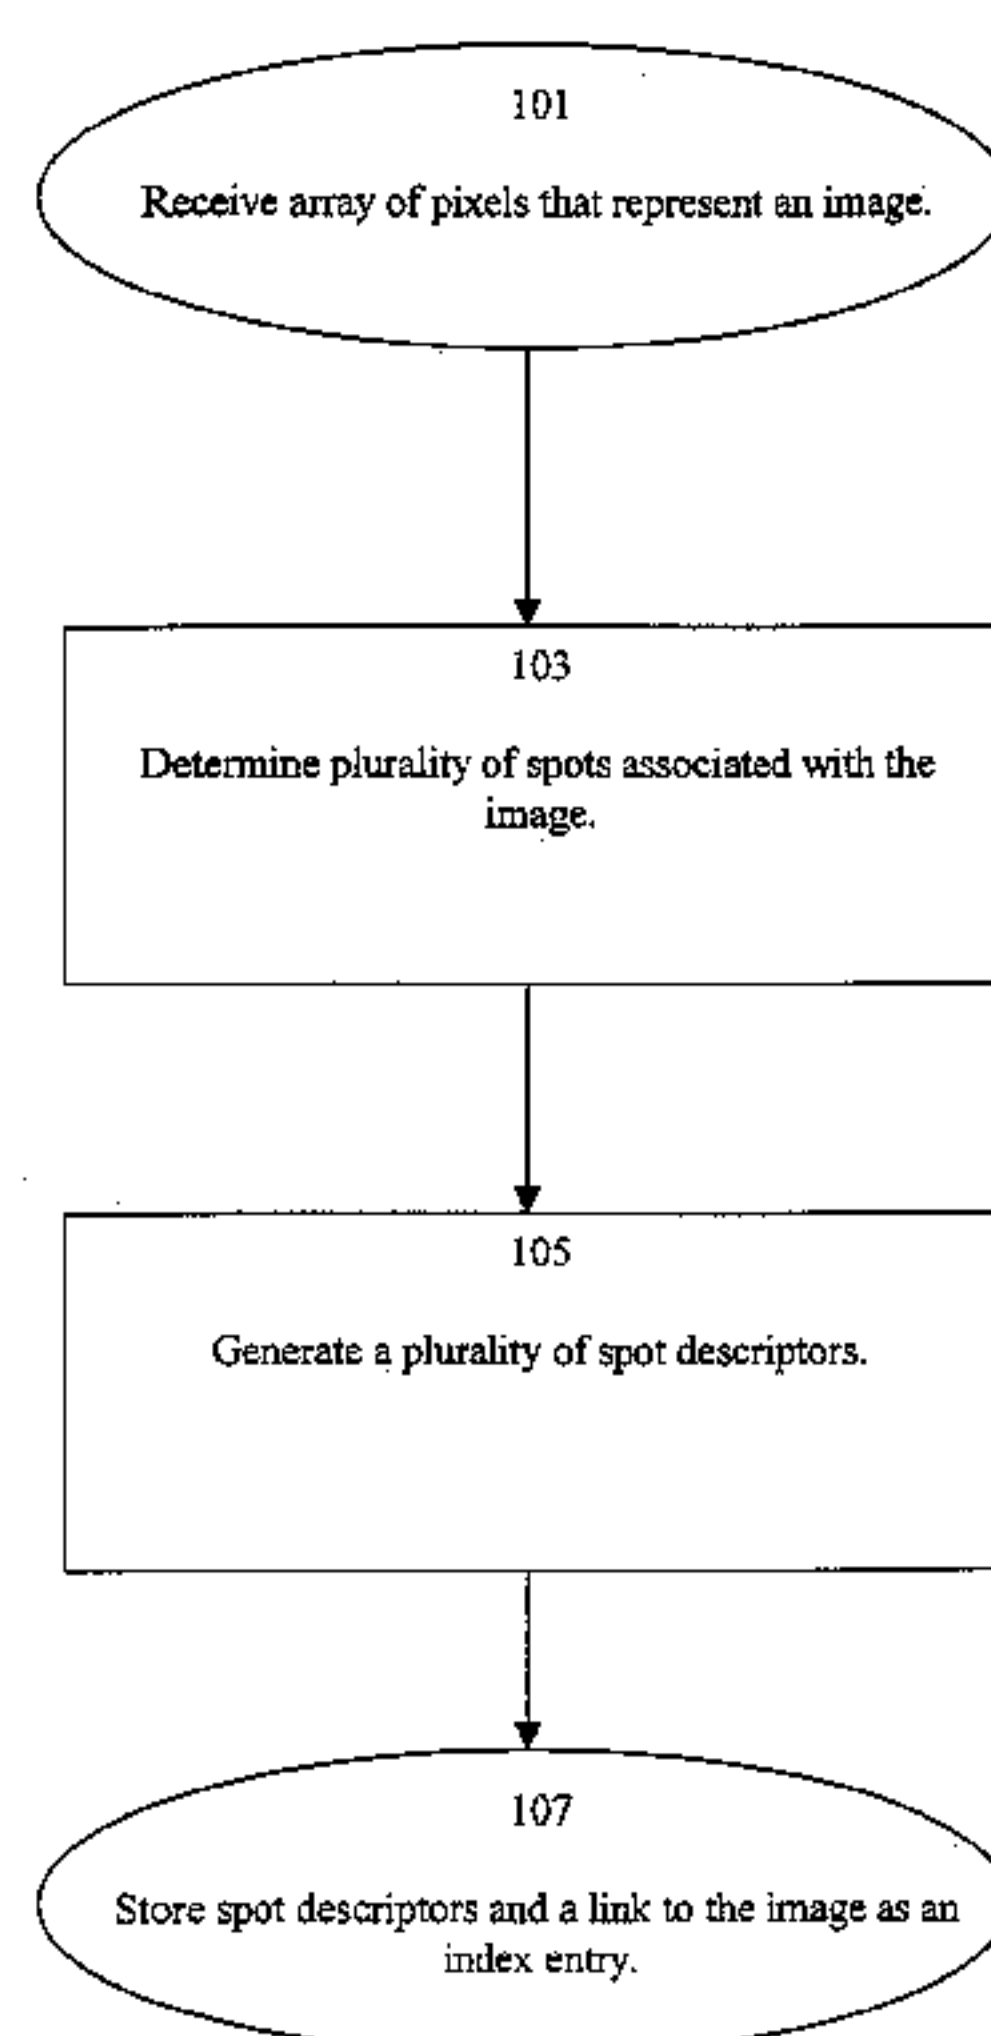 101
Receive array of pixels that represent an image.
103
Determine plurality of spots associated with the
image.
105
Generate a plurality of spot descriptors.
107
Store spot descriptors and a link to the image as an
index entry.